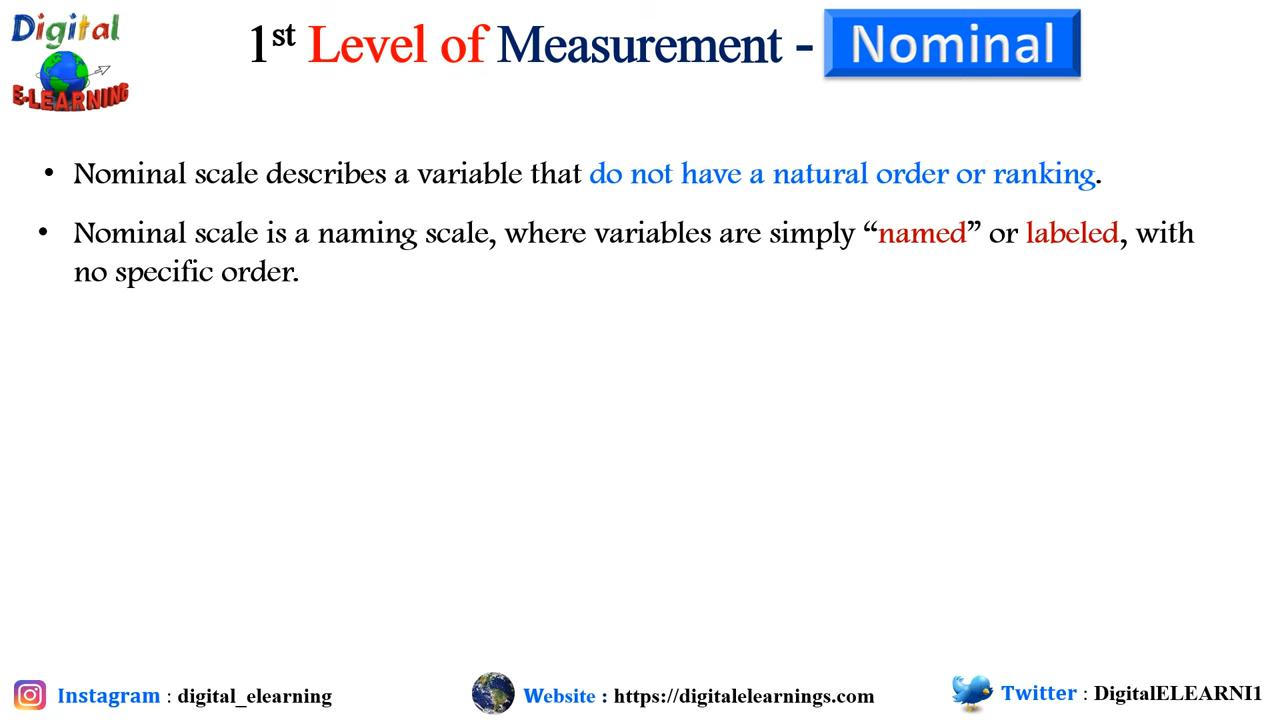 Digital
E-LEARNING
1st Level of Measurement - Nominal
• Nominal scale describes a variable that do not have a natural order or ranking.
• Nominal scale is a naming scale, where variables are simply “named” or labeled, with
no specific order.
Instagram : digital_elearning
Website : https://digitalelearnings.com
Twitter : DigitalELEARNI1